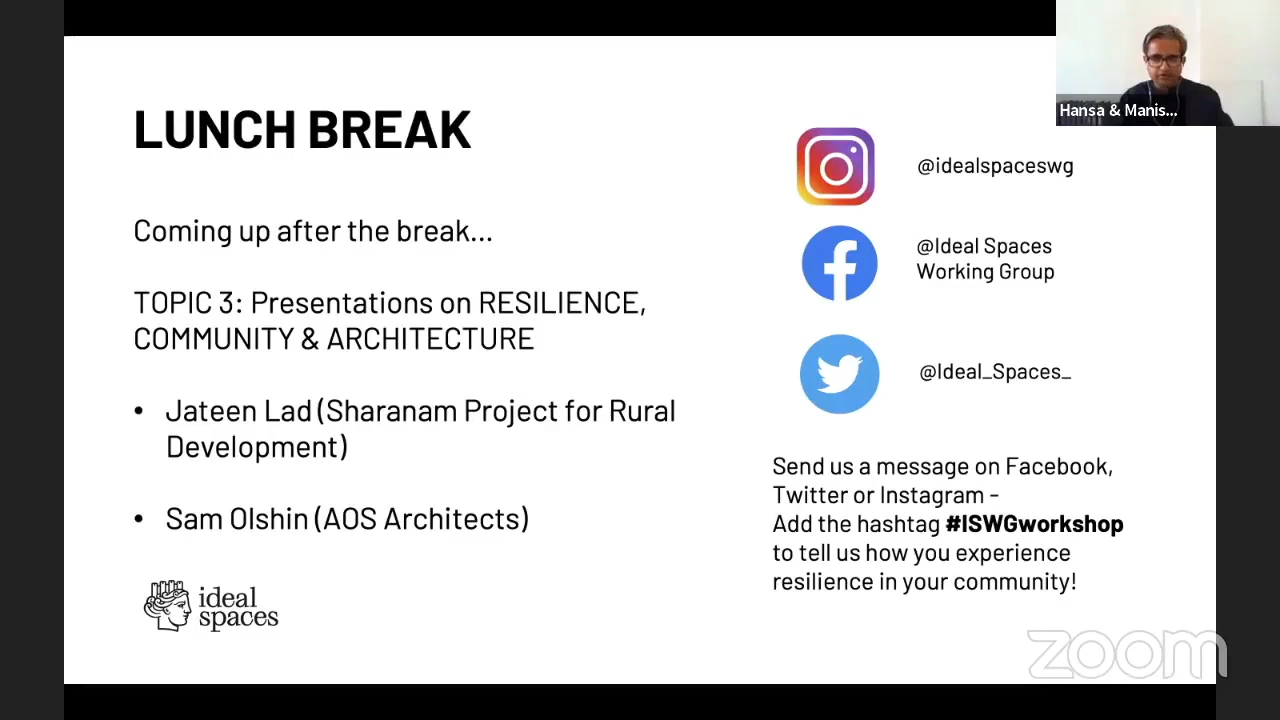 LUNCH BREAK
Coming up after the break...
TOPIC 3: Presentations on RESILIENCE,
COMMUNITY & ARCHITECTURE
• Jateen Lad (Sharanam Project for Rural
Development)
• Sam Olshin (AOS Architects)
ideal
spaces
Hansa & Manis...
@idealspaceswg
@Ideal Spaces
Working Group
@Ideal_Spaces_
Send us a message on Facebook,
Twitter or Instagram -
Add the hashtag #ISWGworkshop
to tell us how you experience
resilience in your community!
zoom